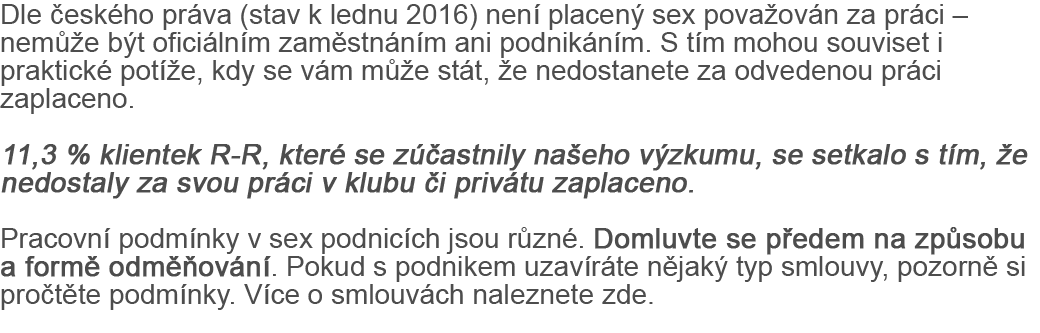 Dle českého práva (stav k lednu 2016) není placený sex považován za práci –
nemůže být oficiálním zaměstnáním ani podnikáním. S tím mohou souviset i
praktické potíže, kdy se vám může stát, že nedostanete za odvedenou práci
zaplaceno.
11,3 % klientek R-R, které se zúčastnily našeho výzkumu, se setkalo s tím, že
nedostaly za svou práci v klubu či privátu zaplaceno.
Pracovní podmínky v sex podnicích jsou různé. Domluvte se předem na způsobu
a formě odměňování. Pokud s podnikem uzavíráte nějaký typ smlouvy, pozorně si
pročtěte podmínky. Více o smlouvách naleznete zde.